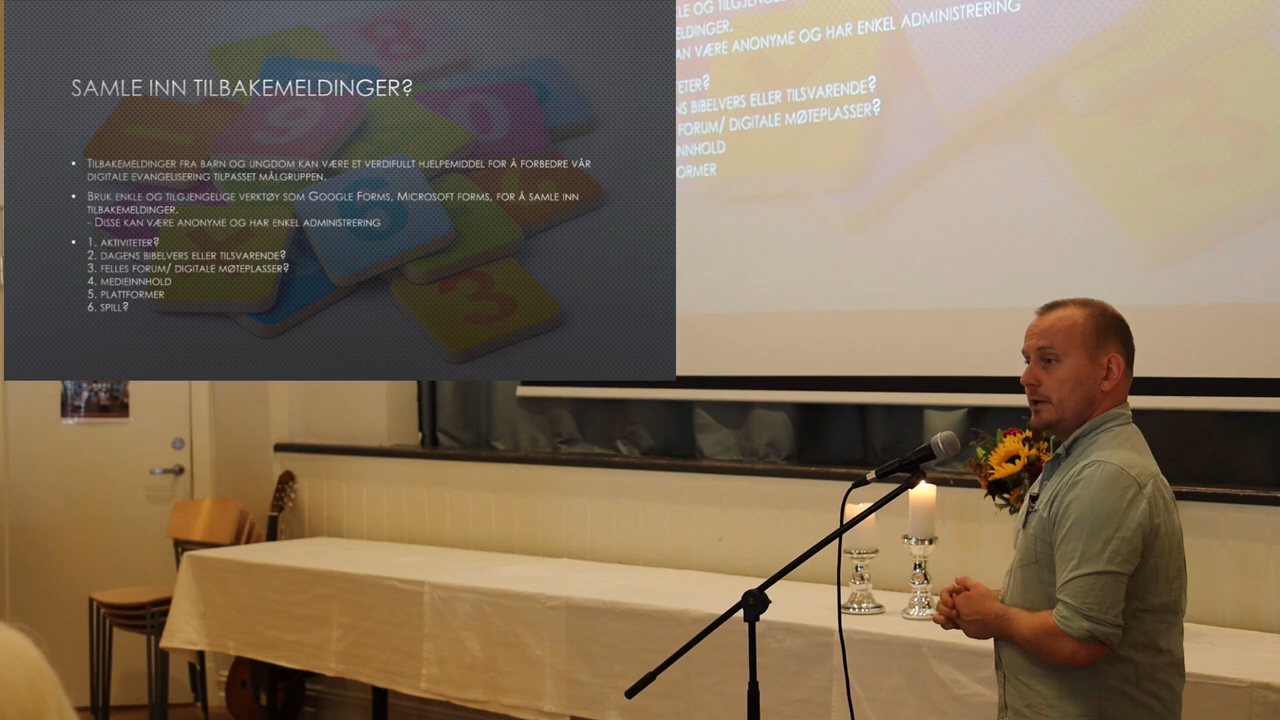 SAMLE INN TILBAKEMELDINGER?
• TILBAKEMELDINGER FRA BARN OG UNGDOM KAN VÆRE ET VERDIFULLT HJELPEMIDDEL FOR Å FORBEDRE VÅR
DIGITALE EVANGELISERING TILPASSET MÅLGRUPPEN.
• BRUK ENKLE OG TILGJENGELIGE VERKTØY SOM GOOGLE FORMS, MICROSOFT FORMS, FOR Å SAMLE INN
TILBAKEMELDINGER.
- DISSE KAN VÆRE ANONYME OG HAR ENKEL ADMINISTRERING
• 1. AKTIVITETER?
2. DAGENS BIBELVERS ELLER TILSVARENDE?
3. FELLES FORUM/ DIGITALE MØTEPLASSER?
4. MEDIEINNHOLD
5. PLATTFORMER
6. SPILL?
LE OG TILGJENGE
ELDINGER.
AN VÆRE ANONYME OG HAR ENKEL ADMINISTRERING
ETER?
NS BIBELVERS ELLER TILSVARENDE?
FORUM/ DIGITALE MØTEPLASSER?
NNHOLD
ORMER